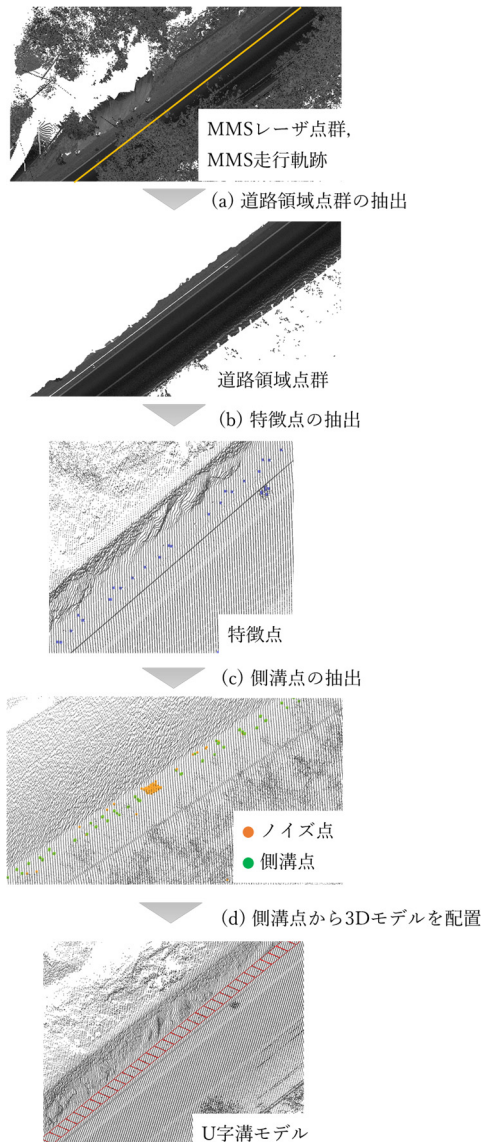 MMSレーザ点群,
MMS走行軌跡
(a) 道路領域点群の抽出
道路領域点群
(b) 特徴点の抽出
特徴点
(c) 側溝点の抽出
ノイズ点
側溝点
(d) 側溝点から3Dモデルを配置
U字溝モデル